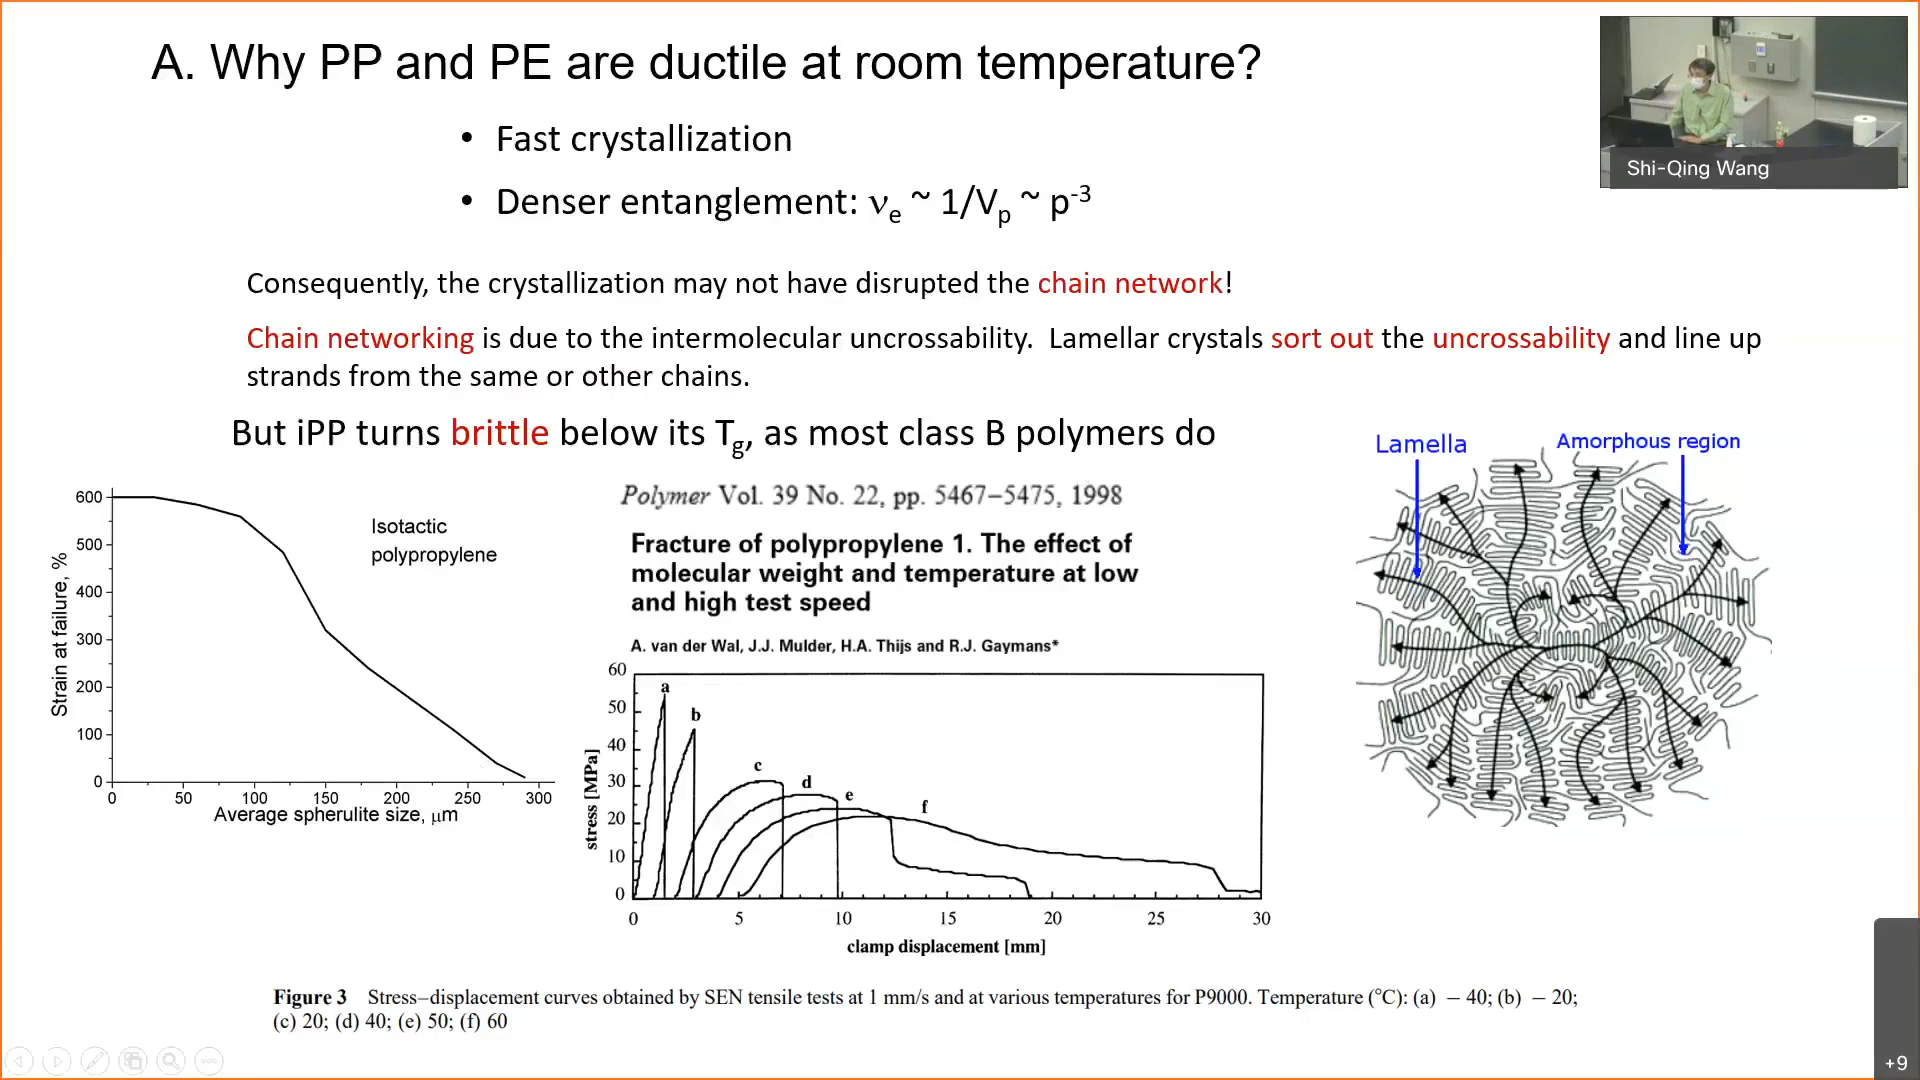 A. Why PP and PE are ductile at room temperature?
• Fast crystallization
• Denser entanglement: νe ~ 1/Vp ~ p-3
Shi-Qing Wang
Consequently, the crystallization may not have disrupted the chain network!
Chain networking is due to the intermolecular uncrossability. Lamellar crystals sort out the uncrossability and line up
strands from the same or other chains.
But iPP turns brittle below its Tg, as most class B polymers do
600
500
400
300
200
100
0
Strain at failure, %
Isotactic
polypropylene
0 50 100 150 200 250 300
Average spherulite size, μm
Polymer Vol. 39 No. 22, pp. 5467–5475, 1998
Fracture of polypropylene 1. The effect of
molecular weight and temperature at low
and high test speed
A. van der Wal, J.J. Mulder, H.A. Thijs and R.J. Gaymans*
60
50
40
30
20
10
0
stress [MPa]
a
b
c
d
e
f
0 5 10 15 20 25 30
clamp displacement [mm]
Lamella
Amorphous region
Figure 3 Stress–displacement curves obtained by SEN tensile tests at 1 mm/s and at various temperatures for P9000. Temperature (°C): (a) − 40; (b) − 20;
(c) 20; (d) 40; (e) 50; (f) 60
+9